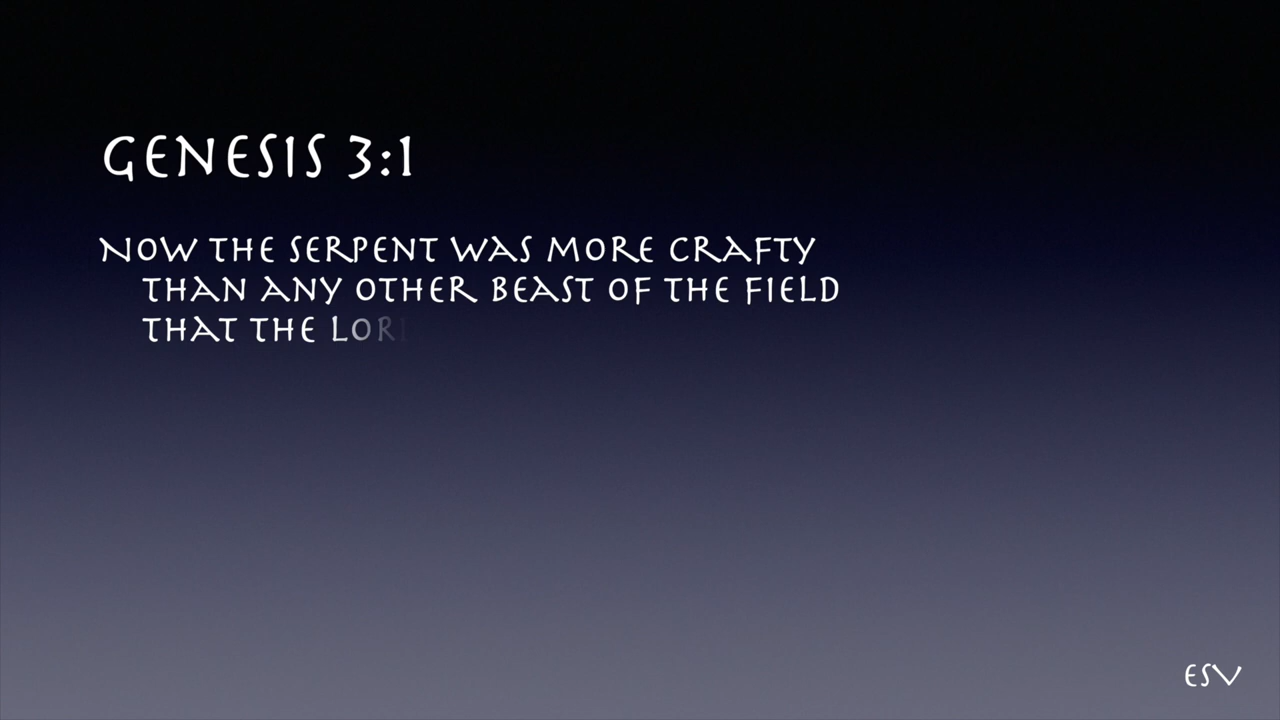 GENESIS 3:1
NOW THE SERPENT WAS MORE CRAFTY
THAN ANY OTHER BEAST OF THE FIELD
THAT THE LOR
ESV